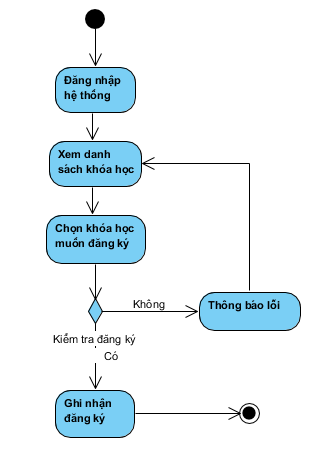 Đăng nhập
hệ thống
Xem danh
sách khóa học
Chọn khóa học
muốn đăng ký
Không
Thông báo lỗi
Kiểm tra đăng ký
Có
Ghi nhận
đăng ký